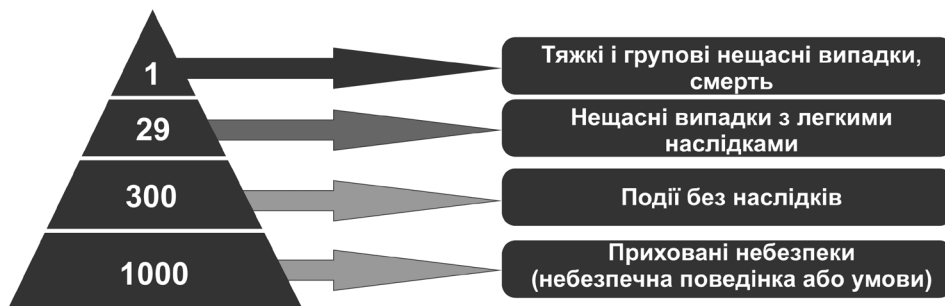 1
Тяжкі і групові нещасні випадки,
смерть
29
Нещасні випадки з легкими
наслідками
300
Події без наслідків
1000
Приховані небезпеки
(небезпечна поведінка або умови)